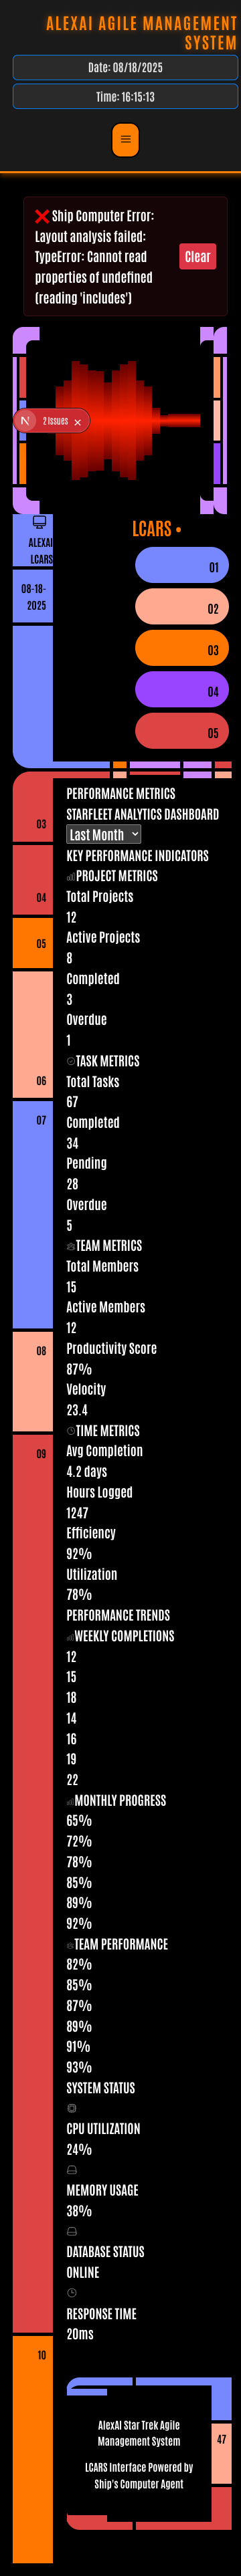 ALEXAI AGILE MANAGEMENT
SYSTEM
Date: 08/18/2025
Time: 16:15:13
Ship Computer Error:
Layout analysis failed:
TypeError: Cannot read
properties of undefined
(reading 'includes')
Clear
N
2 Issues
ALEXAI
LCARS
08-18-
2025
LCARS •
01
02
03
04
05
03
04
05
06
07
08
09
10
PERFORMANCE METRICS
STARFLEET ANALYTICS DASHBOARD
Last Month
KEY PERFORMANCE INDICATORS
PROJECT METRICS
Total Projects
12
Active Projects
8
Completed
3
Overdue
1
TASK METRICS
Total Tasks
67
Completed
34
Pending
28
Overdue
5
TEAM METRICS
Total Members
15
Active Members
12
Productivity Score
87%
Velocity
23.4
TIME METRICS
Avg Completion
4.2 days
Hours Logged
1247
Efficiency
92%
Utilization
78%
PERFORMANCE TRENDS
WEEKLY COMPLETIONS
12
15
18
14
16
19
22
MONTHLY PROGRESS
65%
72%
78%
85%
89%
92%
TEAM PERFORMANCE
82%
85%
87%
89%
91%
93%
SYSTEM STATUS
CPU UTILIZATION
24%
MEMORY USAGE
38%
DATABASE STATUS
ONLINE
RESPONSE TIME
20ms
AlexAI Star Trek Agile
Management System
LCARS Interface Powered by
Ship's Computer Agent
47